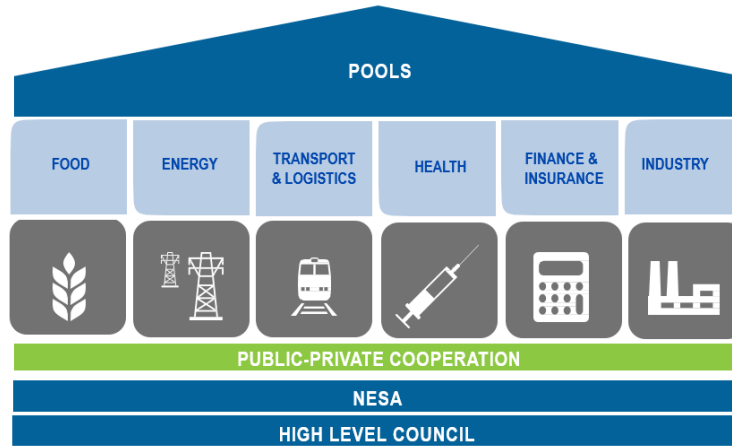 POOLS
FOOD
ENERGY
TRANSPORT
& LOGISTICS
HEALTH
FINANCE &
INSURANCE
INDUSTRY
PUBLIC-PRIVATE COOPERATION
NESA
HIGH LEVEL COUNCIL